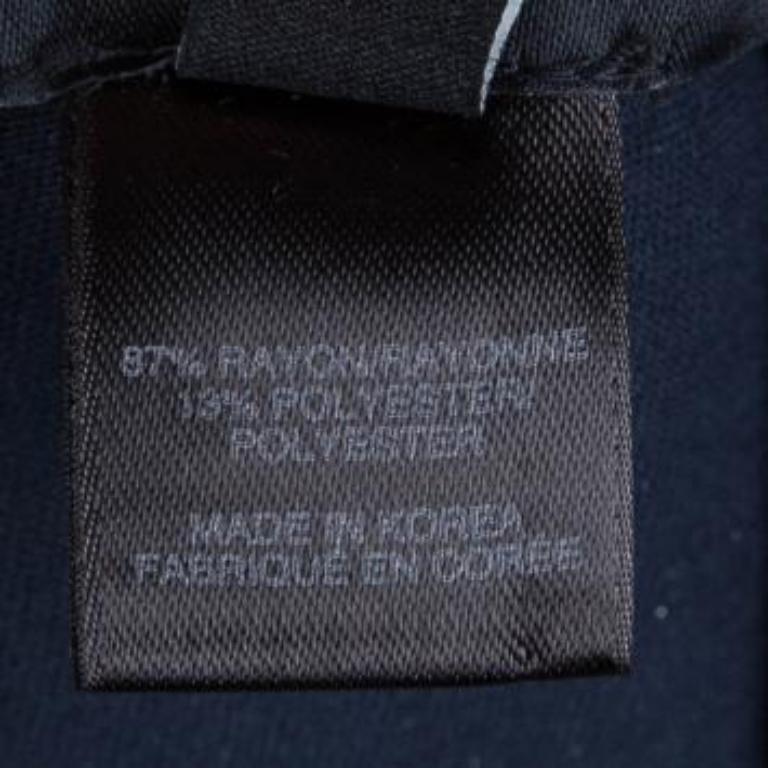 87% RAYON/RAYONNE
13% POLYESTER/
POLYESTER
MADE IN KOREA
FABRIQUÉ EN CORÉE